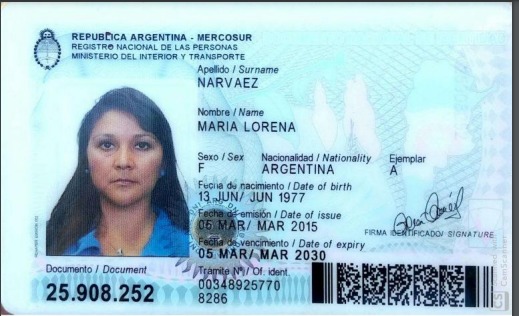 REPUBLICA ARGENTINA - MERCOSUR
REGISTRO NACIONAL DE LAS PERSONAS
MINISTERIO DEL INTERIOR Y TRANSPORTE
Apellido / Surname
NARVAEZ
Nombre / Name
MARIA LORENA
Sexo / Sex Nacionalidad / Nationality Ejemplar
F ARGENTINA A
Fecha de nacimiento / Date of birth
13 JUN/ JUN 1977
Fecha de emisión / Date of issue
05 MAR/ MAR 2015
FIRMA IDENTIFICADO/ SIGNATURE
Fecha de vencimiento / Date of expiry
05 MAR/ MAR 2030
Documento / Document Trámite N°/ Of. ident.
25.908.252 00348925770
8286